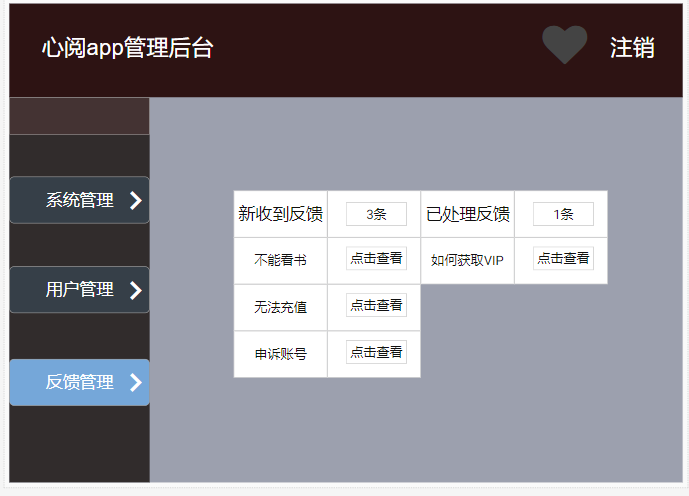 心阅app管理后台
注销
系统管理
用户管理
反馈管理
新收到反馈 3条 已处理反馈 1条
不能看书 点击查看 如何获取VIP 点击查看
无法充值 点击查看
申诉账号 点击查看